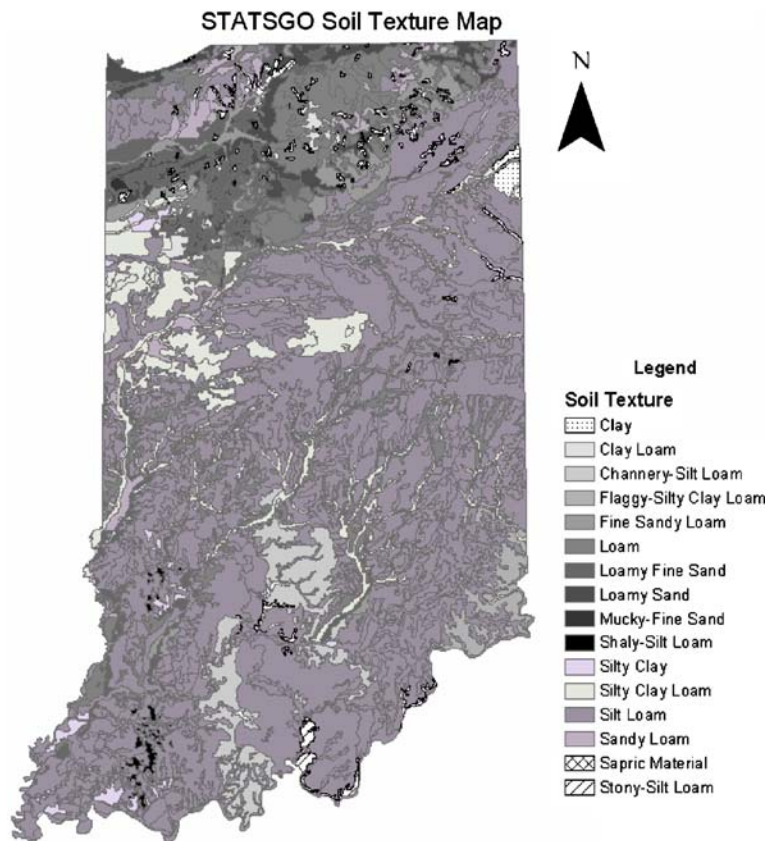 STATSGO Soil Texture Map
N
Legend
Soil Texture
Clay
Clay Loam
Channery-Silt Loam
Flaggy-Silty Clay Loam
Fine Sandy Loam
Loam
Loamy Fine Sand
Loamy Sand
Mucky-Fine Sand
Shaly-Silt Loam
Silty Clay
Silty Clay Loam
Silt Loam
Sandy Loam
Sapric Material
Stony-Silt Loam